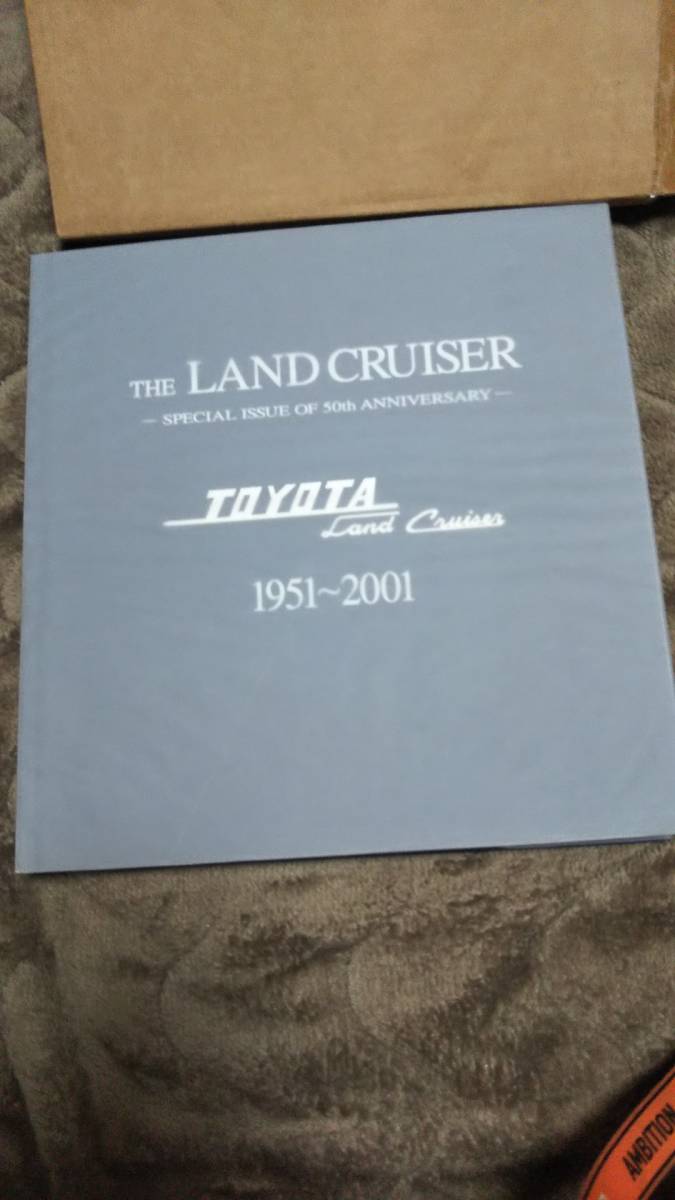 THE LAND CRUISER
— SPECIAL ISSUE OF 50th ANNIVERSARY —
TOYOTA
Land Cruiser
1951~2001
AMBITION